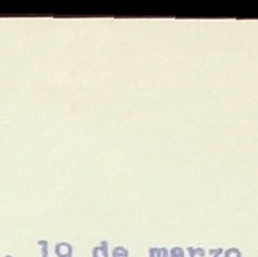 , 19 de marzo